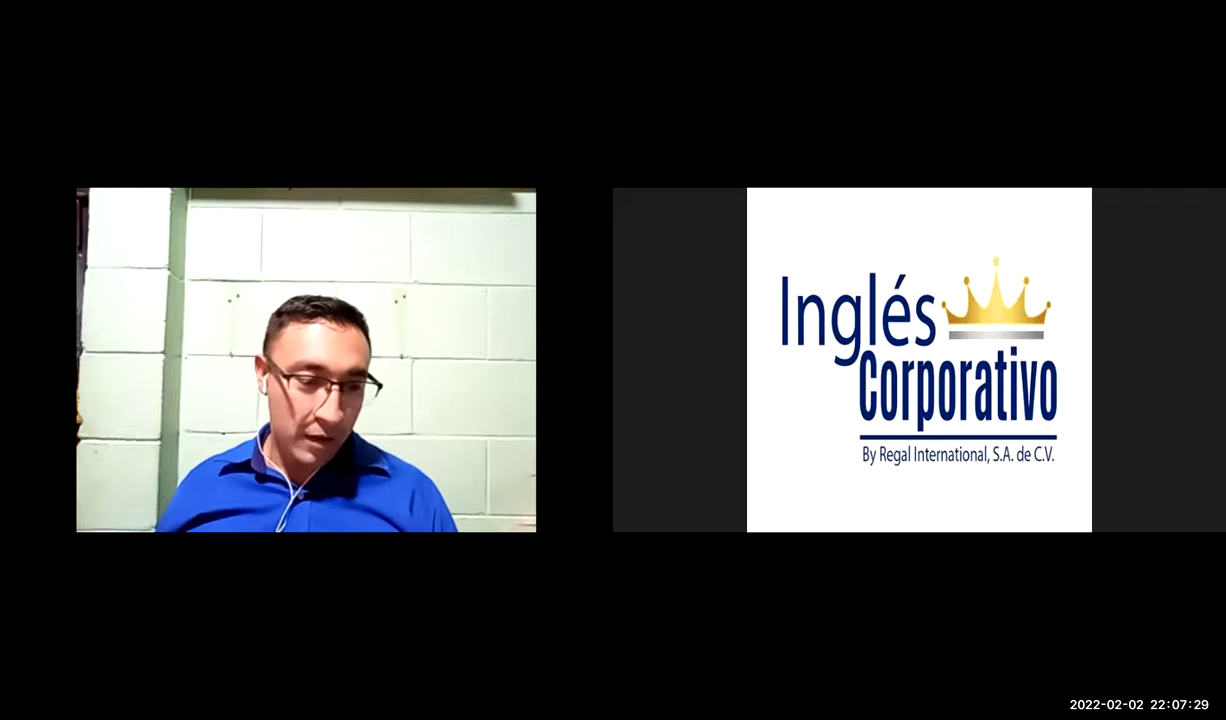 Inglés
Corporativo
By Regal International, S.A. de C.V.
2022-02-02 22:07:29